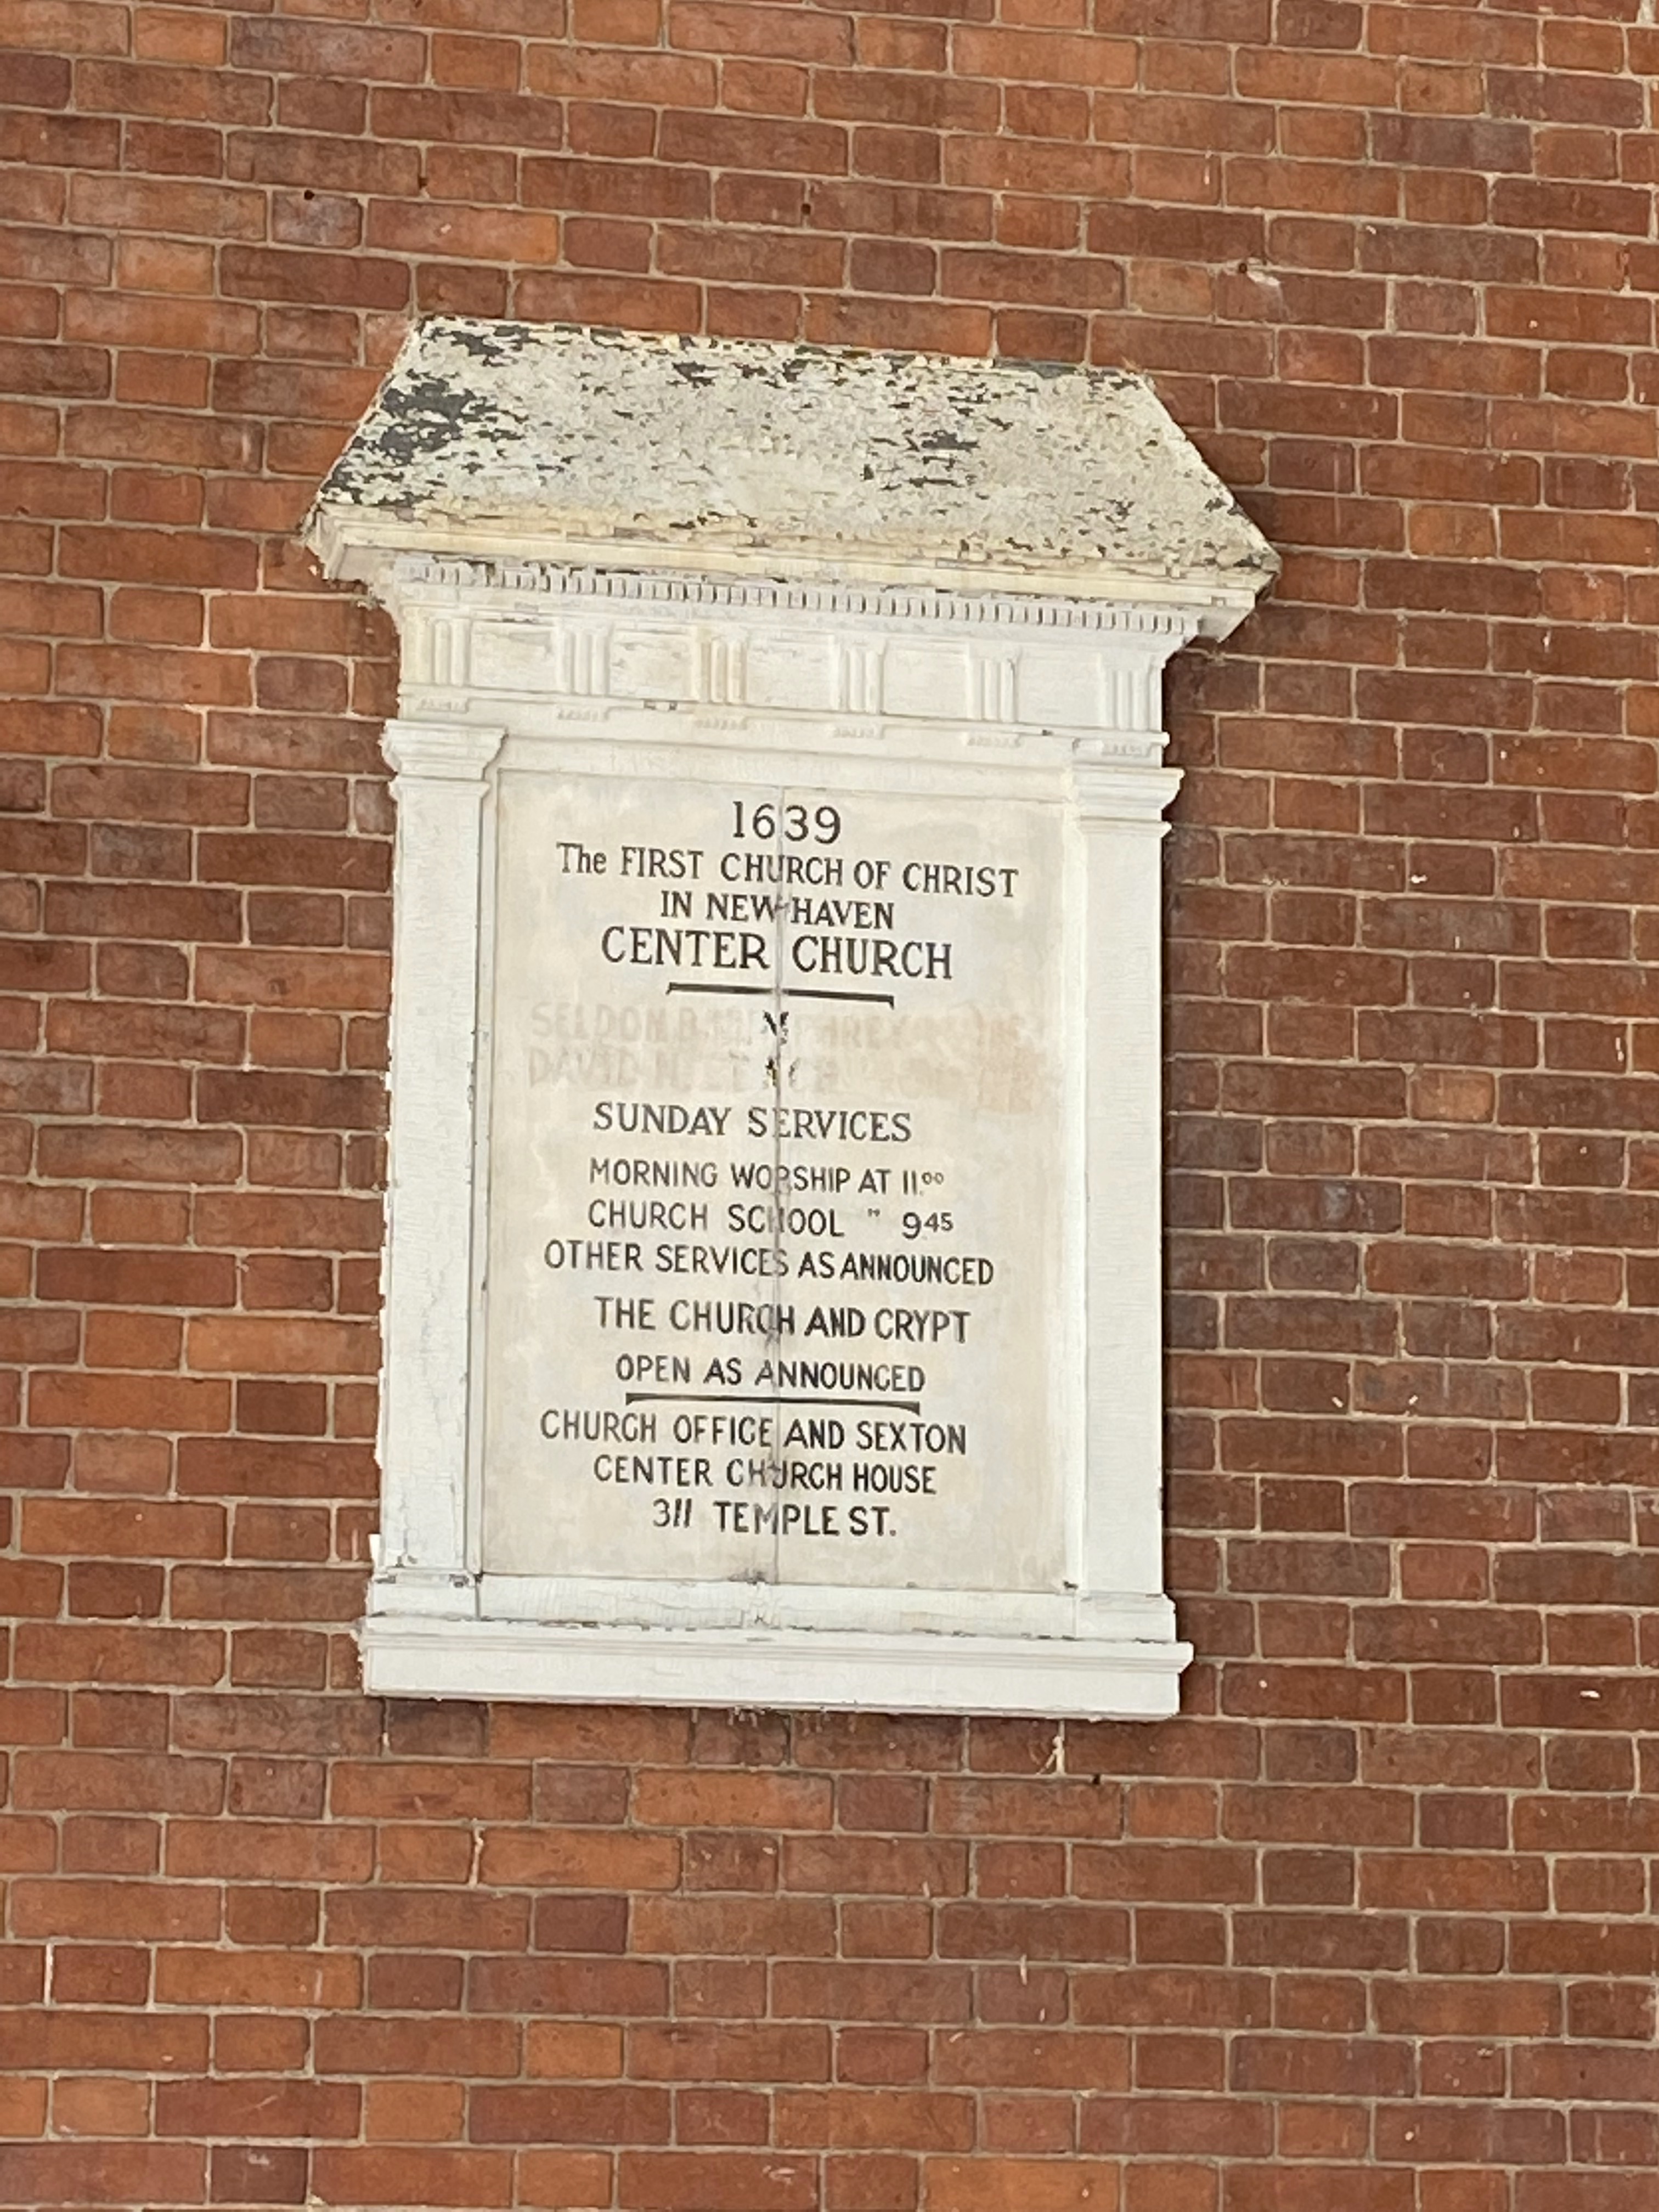 1639
The FIRST CHURCH OF CHRIST
IN NEW HAVEN
CENTER CHURCH
SELDON
DAVID N.
SUNDAY SERVICES
MORNING WORSHIP AT 11.00
CHURCH SCHOOL " 9 45
OTHER SERVICES AS ANNOUNCED
THE CHURCH AND CRYPT
OPEN AS ANNOUNCED
CHURCH OFFICE AND SEXTON
CENTER CHURCH HOUSE
311 TEMPLE ST.